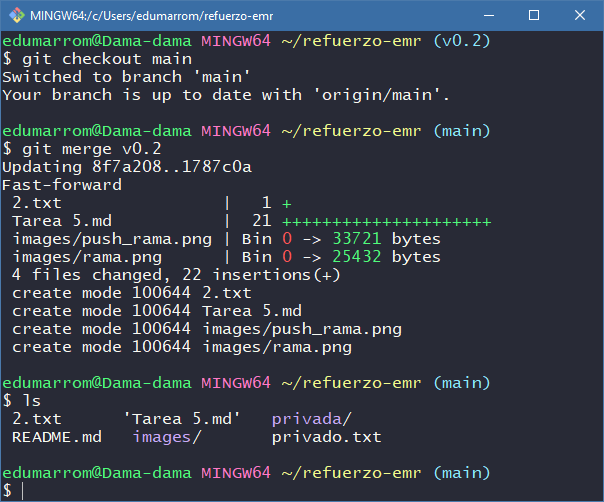 MINGW64:/c/Users/edumarrom/refuerzo-emr
edumarrom@Dama-dama MINGW64 ~/refuerzo-emr (v0.2)
$ git checkout main
Switched to branch 'main'
Your branch is up to date with 'origin/main'.
edumarrom@Dama-dama MINGW64 ~/refuerzo-emr (main)
$ git merge v0.2
Updating 8f7a208..1787c0a
Fast-forward
 2.txt                |   1 +
 Tarea 5.md           |  21 +++++++++++++++++++++
 images/push_rama.png | Bin 0 -> 33721 bytes
 images/rama.png      | Bin 0 -> 25432 bytes
 4 files changed, 22 insertions(+)
 create mode 100644 2.txt
 create mode 100644 Tarea 5.md
 create mode 100644 images/push_rama.png
 create mode 100644 images/rama.png
edumarrom@Dama-dama MINGW64 ~/refuerzo-emr (main)
$ ls
 2.txt      'Tarea 5.md'   privada/
 README.md   images/       privado.txt
edumarrom@Dama-dama MINGW64 ~/refuerzo-emr (main)
$